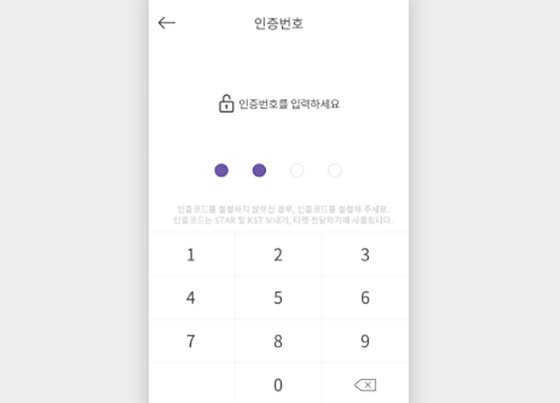 인증번호
인증번호를 입력하세요
인증코드를 설정하지 않으신 경우, 인증코드를 설정해 주세요.
인증코드는 STAR 및 KST 보내기, 티켓 전달하기에 사용됩니다.
1 2 3
4 5 6
7 8 9
0